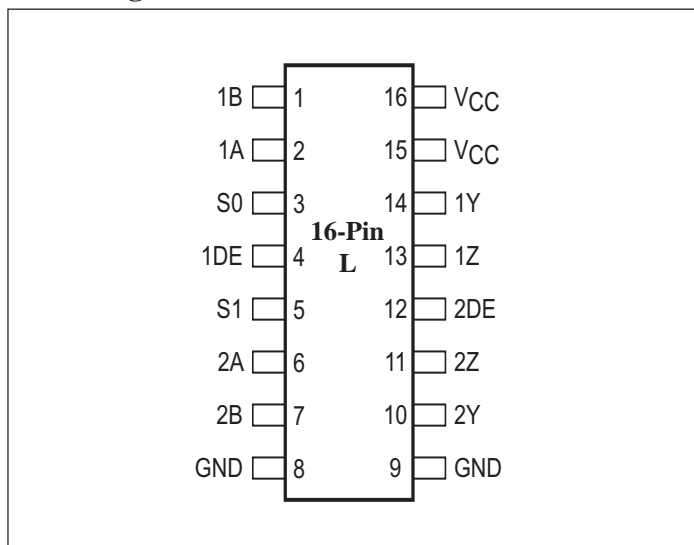 1B 1 16 VCC
1A 2 15 VCC
S0 3 14 1Y
16-Pin
1DE 4 L 13 1Z
S1 5 12 2DE
2A 6 11 2Z
2B 7 10 2Y
GND 8 9 GND